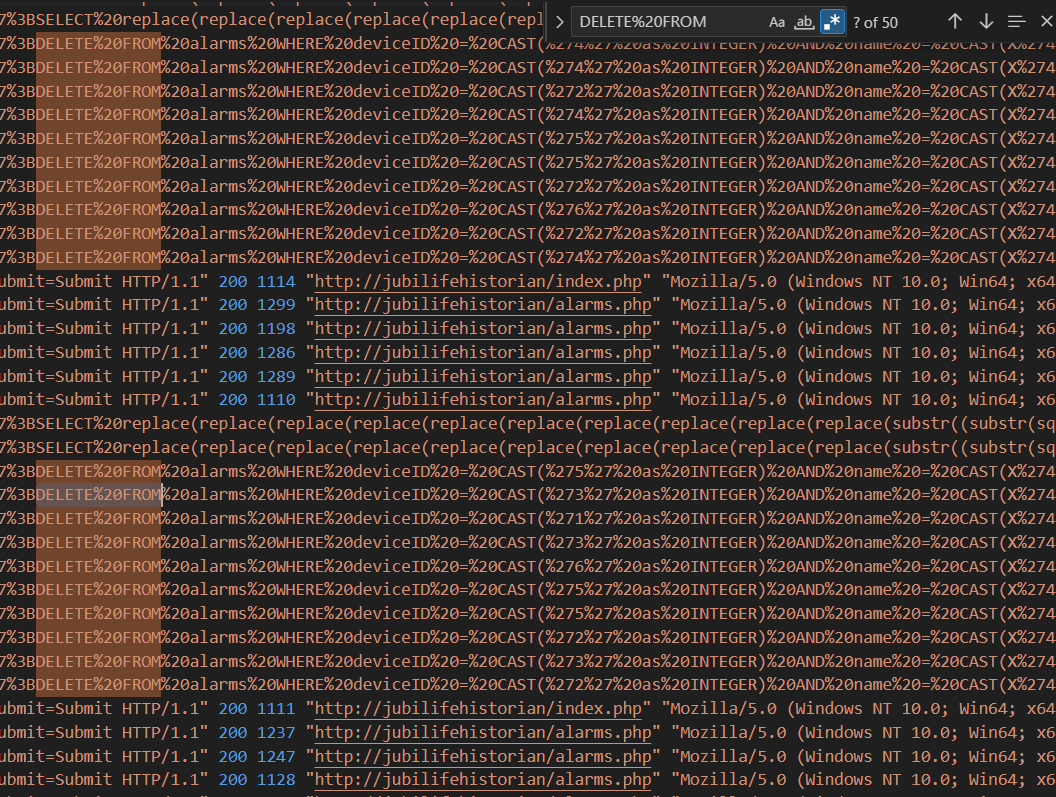 7%3BSELECT%20replace(replace(replace(replace(replace(repl
DELETE%20FROM Aa ab .* ? of 50
7%3BDELETE%20FROM%20alarms%20WHERE%20deviceID%20=%20CAST(%274%27%20as%20INTEGER)%20AND%20name%20=%20CAST(X%274
7%3BDELETE%20FROM%20alarms%20WHERE%20deviceID%20=%20CAST(%274%27%20as%20INTEGER)%20AND%20name%20=%20CAST(X%274
7%3BDELETE%20FROM%20alarms%20WHERE%20deviceID%20=%20CAST(%272%27%20as%20INTEGER)%20AND%20name%20=%20CAST(X%274
7%3BDELETE%20FROM%20alarms%20WHERE%20deviceID%20=%20CAST(%274%27%20as%20INTEGER)%20AND%20name%20=%20CAST(X%274
7%3BDELETE%20FROM%20alarms%20WHERE%20deviceID%20=%20CAST(%275%27%20as%20INTEGER)%20AND%20name%20=%20CAST(X%274
7%3BDELETE%20FROM%20alarms%20WHERE%20deviceID%20=%20CAST(%275%27%20as%20INTEGER)%20AND%20name%20=%20CAST(X%274
7%3BDELETE%20FROM%20alarms%20WHERE%20deviceID%20=%20CAST(%272%27%20as%20INTEGER)%20AND%20name%20=%20CAST(X%274
7%3BDELETE%20FROM%20alarms%20WHERE%20deviceID%20=%20CAST(%276%27%20as%20INTEGER)%20AND%20name%20=%20CAST(X%274
7%3BDELETE%20FROM%20alarms%20WHERE%20deviceID%20=%20CAST(%272%27%20as%20INTEGER)%20AND%20name%20=%20CAST(X%274
7%3BDELETE%20FROM%20alarms%20WHERE%20deviceID%20=%20CAST(%274%27%20as%20INTEGER)%20AND%20name%20=%20CAST(X%274
ubmit=Submit HTTP/1.1" 200 1114 "http://jubilifehistorian/index.php" "Mozilla/5.0 (Windows NT 10.0; Win64; x64
ubmit=Submit HTTP/1.1" 200 1299 "http://jubilifehistorian/alarms.php" "Mozilla/5.0 (Windows NT 10.0; Win64; x6
ubmit=Submit HTTP/1.1" 200 1198 "http://jubilifehistorian/alarms.php" "Mozilla/5.0 (Windows NT 10.0; Win64; x6
ubmit=Submit HTTP/1.1" 200 1286 "http://jubilifehistorian/alarms.php" "Mozilla/5.0 (Windows NT 10.0; Win64; x6
ubmit=Submit HTTP/1.1" 200 1289 "http://jubilifehistorian/alarms.php" "Mozilla/5.0 (Windows NT 10.0; Win64; x6
ubmit=Submit HTTP/1.1" 200 1110 "http://jubilifehistorian/alarms.php" "Mozilla/5.0 (Windows NT 10.0; Win64; x6
7%3BSELECT%20replace(replace(replace(replace(replace(replace(replace(replace(replace(replace(substr((substr(sq
7%3BSELECT%20replace(replace(replace(replace(replace(replace(replace(replace(replace(replace(substr((substr(sq
7%3BDELETE%20FROM%20alarms%20WHERE%20deviceID%20=%20CAST(%275%27%20as%20INTEGER)%20AND%20name%20=%20CAST(X%274
7%3BDELETE%20FROM%20alarms%20WHERE%20deviceID%20=%20CAST(%273%27%20as%20INTEGER)%20AND%20name%20=%20CAST(X%274
7%3BDELETE%20FROM%20alarms%20WHERE%20deviceID%20=%20CAST(%271%27%20as%20INTEGER)%20AND%20name%20=%20CAST(X%274
7%3BDELETE%20FROM%20alarms%20WHERE%20deviceID%20=%20CAST(%273%27%20as%20INTEGER)%20AND%20name%20=%20CAST(X%274
7%3BDELETE%20FROM%20alarms%20WHERE%20deviceID%20=%20CAST(%276%27%20as%20INTEGER)%20AND%20name%20=%20CAST(X%274
7%3BDELETE%20FROM%20alarms%20WHERE%20deviceID%20=%20CAST(%275%27%20as%20INTEGER)%20AND%20name%20=%20CAST(X%274
7%3BDELETE%20FROM%20alarms%20WHERE%20deviceID%20=%20CAST(%275%27%20as%20INTEGER)%20AND%20name%20=%20CAST(X%274
7%3BDELETE%20FROM%20alarms%20WHERE%20deviceID%20=%20CAST(%272%27%20as%20INTEGER)%20AND%20name%20=%20CAST(X%274
7%3BDELETE%20FROM%20alarms%20WHERE%20deviceID%20=%20CAST(%273%27%20as%20INTEGER)%20AND%20name%20=%20CAST(X%274
7%3BDELETE%20FROM%20alarms%20WHERE%20deviceID%20=%20CAST(%272%27%20as%20INTEGER)%20AND%20name%20=%20CAST(X%274
ubmit=Submit HTTP/1.1" 200 1111 "http://jubilifehistorian/index.php" "Mozilla/5.0 (Windows NT 10.0; Win64; x64
ubmit=Submit HTTP/1.1" 200 1237 "http://jubilifehistorian/alarms.php" "Mozilla/5.0 (Windows NT 10.0; Win64; x6
ubmit=Submit HTTP/1.1" 200 1247 "http://jubilifehistorian/alarms.php" "Mozilla/5.0 (Windows NT 10.0; Win64; x6
ubmit=Submit HTTP/1.1" 200 1128 "http://jubilifehistorian/alarms.php" "Mozilla/5.0 (Windows NT 10.0; Win64; x6